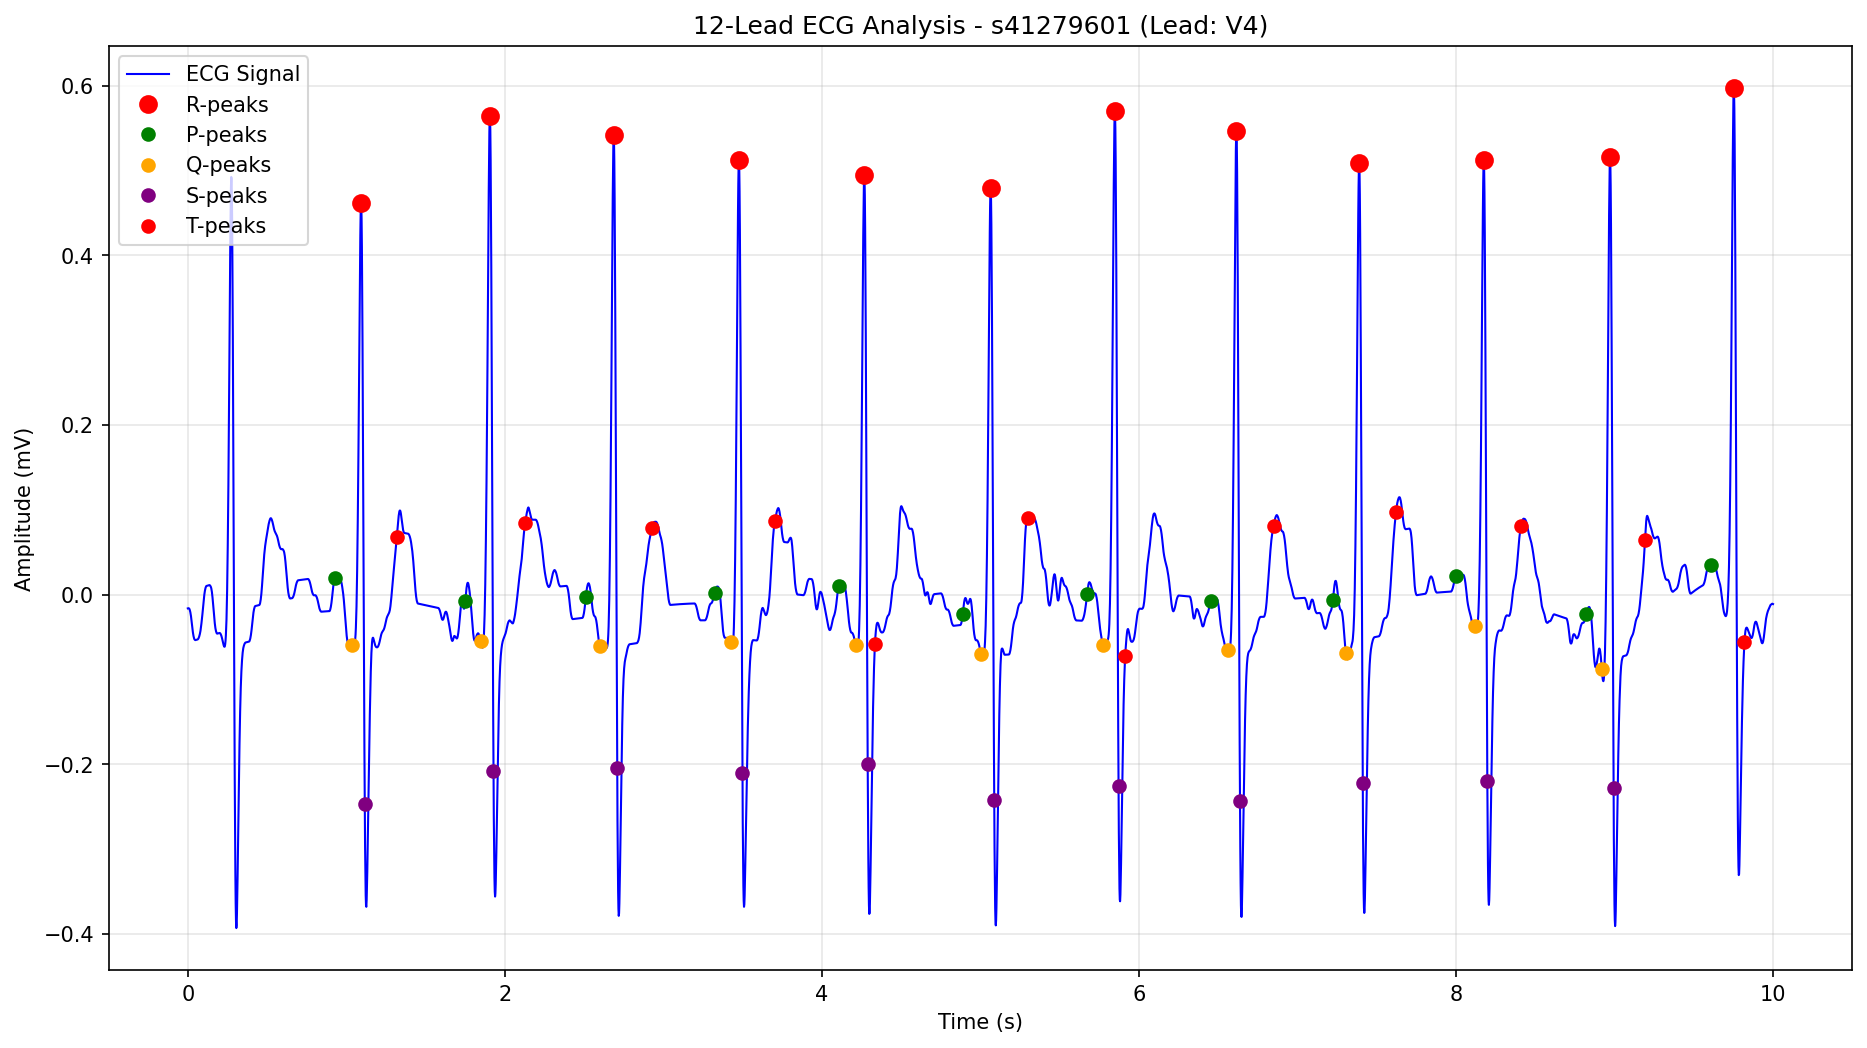 12-Lead ECG Analysis - s41279601 (Lead: V4)
ECG Signal
R-peaks
P-peaks
Q-peaks
S-peaks
T-peaks
Amplitude (mV)
0.6
0.4
0.2
0.0
−0.2
−0.4
0 2 4 6 8 10
Time (s)